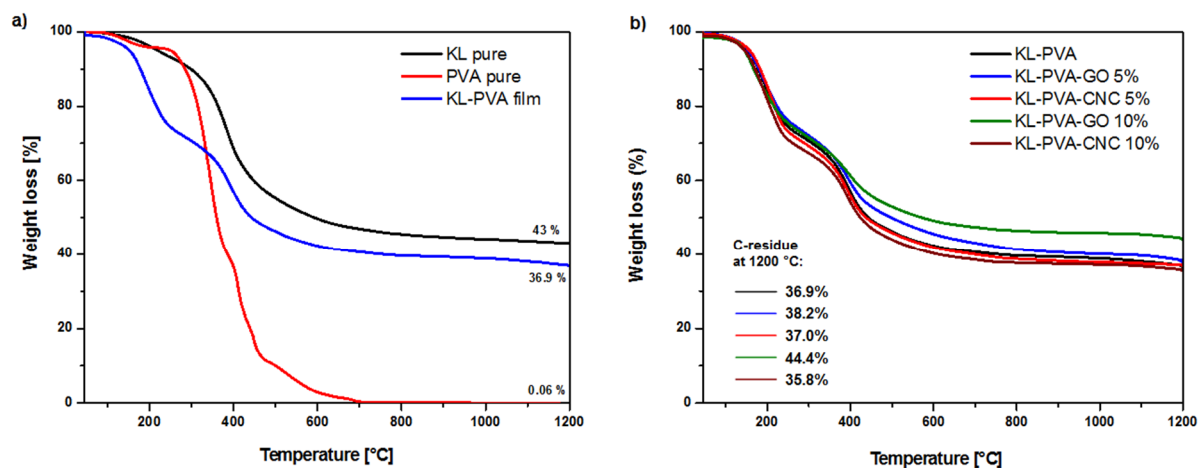 a)
Weight loss [%]
100
80
60
40
20
0
KL pure
PVA pure
KL-PVA film
43 %
36.9 %
0.06 %
200
400
600
800
1000
1200
Temperature [°C]
b)
Weight loss (%)
100
80
60
40
20
0
KL-PVA
KL-PVA-GO 5%
KL-PVA-CNC 5%
KL-PVA-GO 10%
KL-PVA-CNC 10%
C-residue
at 1200 °C:
36.9%
38.2%
37.0%
44.4%
35.8%
200
400
600
800
1000
1200
Temperature [°C]